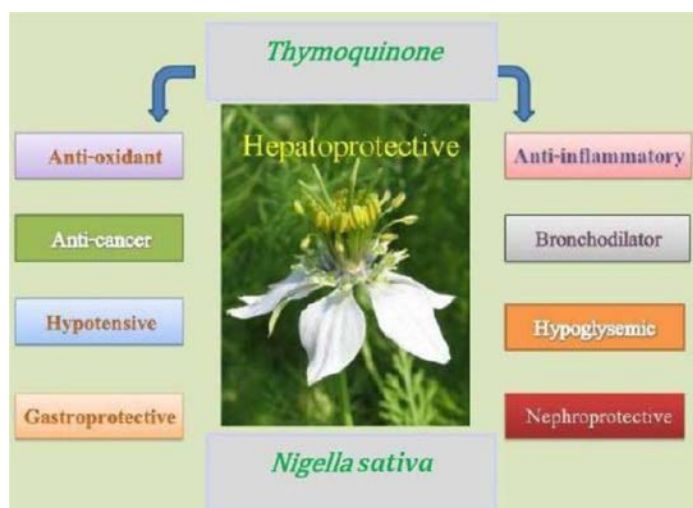 Thymoquinone
Hepatoprotective
Anti-oxidant
Anti-cancer
Hypotensive
Gastroprotective
Anti-inflammatory
Bronchodilator
Hypoglysemic
Nephroprotective
Nigella sativa